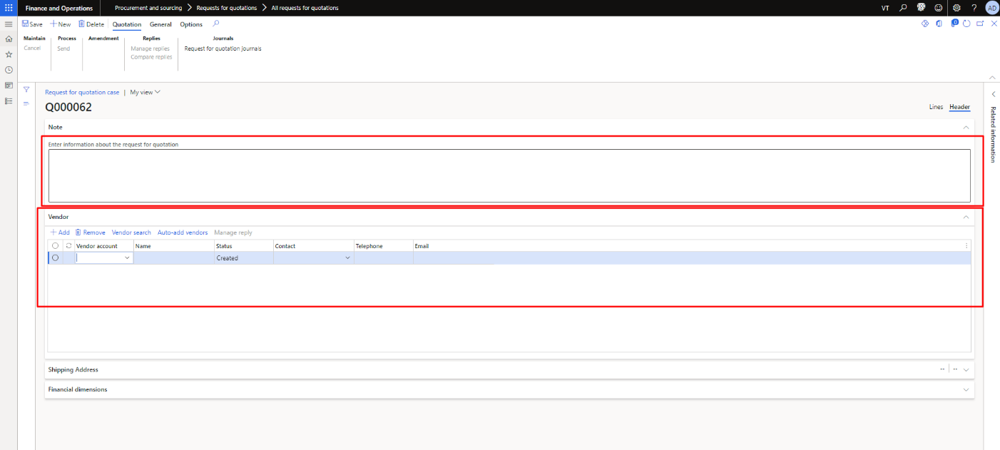 Finance and Operations Procurement and sourcing Requests for quotations All requests for quotations VT AD
Save New Delete Quotation General Options 0
Maintain Process Amendment Replies Journals
Cancel Send Manage replies Request for quotation journals
Compare replies
Request for quotation case | My view
Q000062 Lines Header
Related information
Note
Enter information about the request for quotation
Vendor
Add Remove Vendor search Auto-add vendors Manage reply
Vendor account Name Status Contact Telephone Email
Created
Shipping Address -- --
Financial dimensions